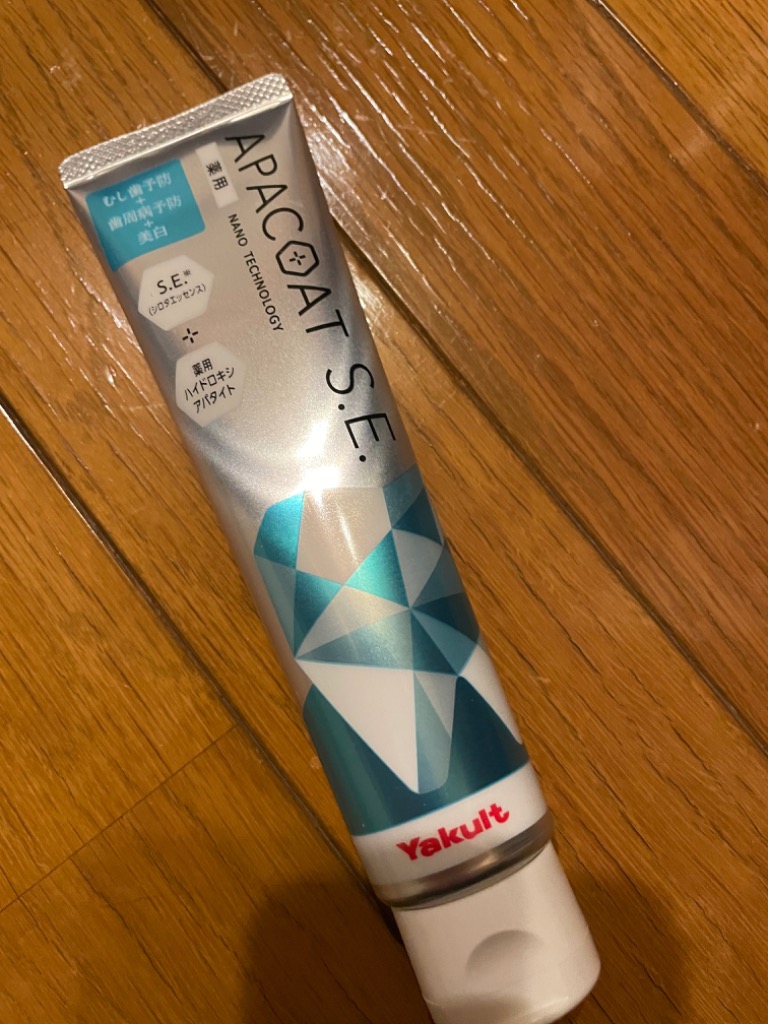 むし歯予防
+
歯周病予防
+
美白
薬用
APACOAT S.E.
NANO TECHNOLOGY
S.E.※
(シロタエッセンス)
薬用
ハイドロキシ
アパタイト
Yakult